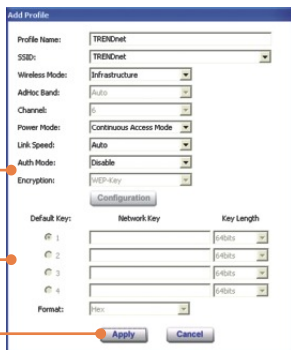 Add Profile
Profile Name: TRENDnet
SSID: TRENDnet
Wireless Mode: Infrastructure
AdHoc Band: Auto
Channel: 6
Power Mode: Continuous Access Mode
Link Speed: Auto
Auth Mode: Disable
Encryption: WEP-Key
Configuration
Default Key: Network Key Key Length
1 64bits
2 64bits
3 64bits
4 64bits
Format: Hex
Apply Cancel